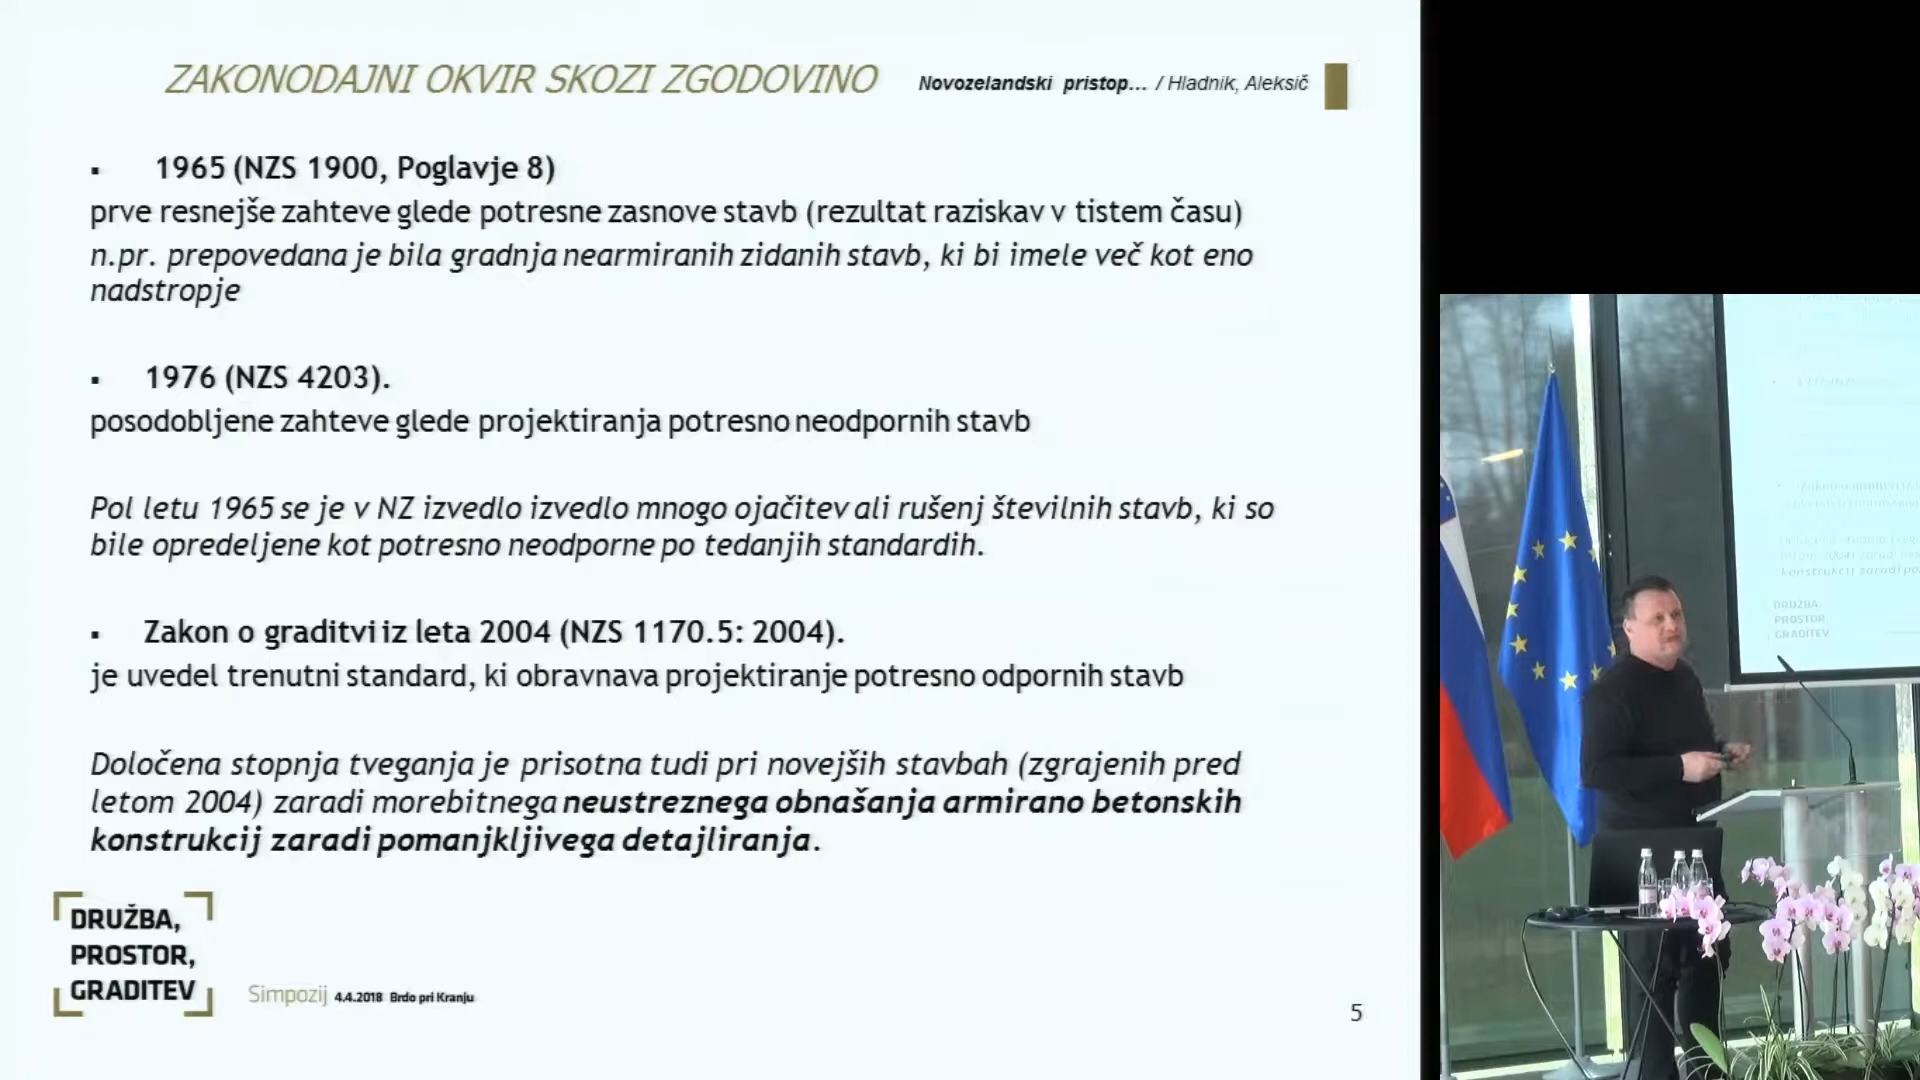 ZAKONODAJNI OKVIR SKOZI ZGODOVINO
Novozelandski pristop... / Hladnik, Aleksič
▪ 1965 (NZS 1900, Poglavje 8)
prve resnejše zahteve glede potresne zasnove stavb (rezultat raziskav v tistem času)
n.pr. prepovedana je bila gradnja nearmiranih zidanih stavb, ki bi imele več kot eno
nadstropje
▪ 1976 (NZS 4203).
posodobljene zahteve glede projektiranja potresno neodpornih stavb
Pol letu 1965 se je v NZ izvedlo izvedlo mnogo ojačitev ali rušenj številnih stavb, ki so
bile opredeljene kot potresno neodporne po tedanjih standardih.
▪ Zakon o graditvi iz leta 2004 (NZS 1170.5: 2004).
je uvedel trenutni standard, ki obravnava projektiranje potresno odpornih stavb
Določena stopnja tveganja je prisotna tudi pri novejših stavbah (zgrajenih pred
letom 2004) zaradi morebitnega neustreznega obnašanja armirano betonskih
konstrukcij zaradi pomanjkljivega detajliranja.
DRUŽBA,
PROSTOR,
GRADITEV
Simpozij 4.4.2018 Brdo pri Kranju
5
konstrukcij zaradi
DRUŽBA,
PROSTOR,
GRADITEV